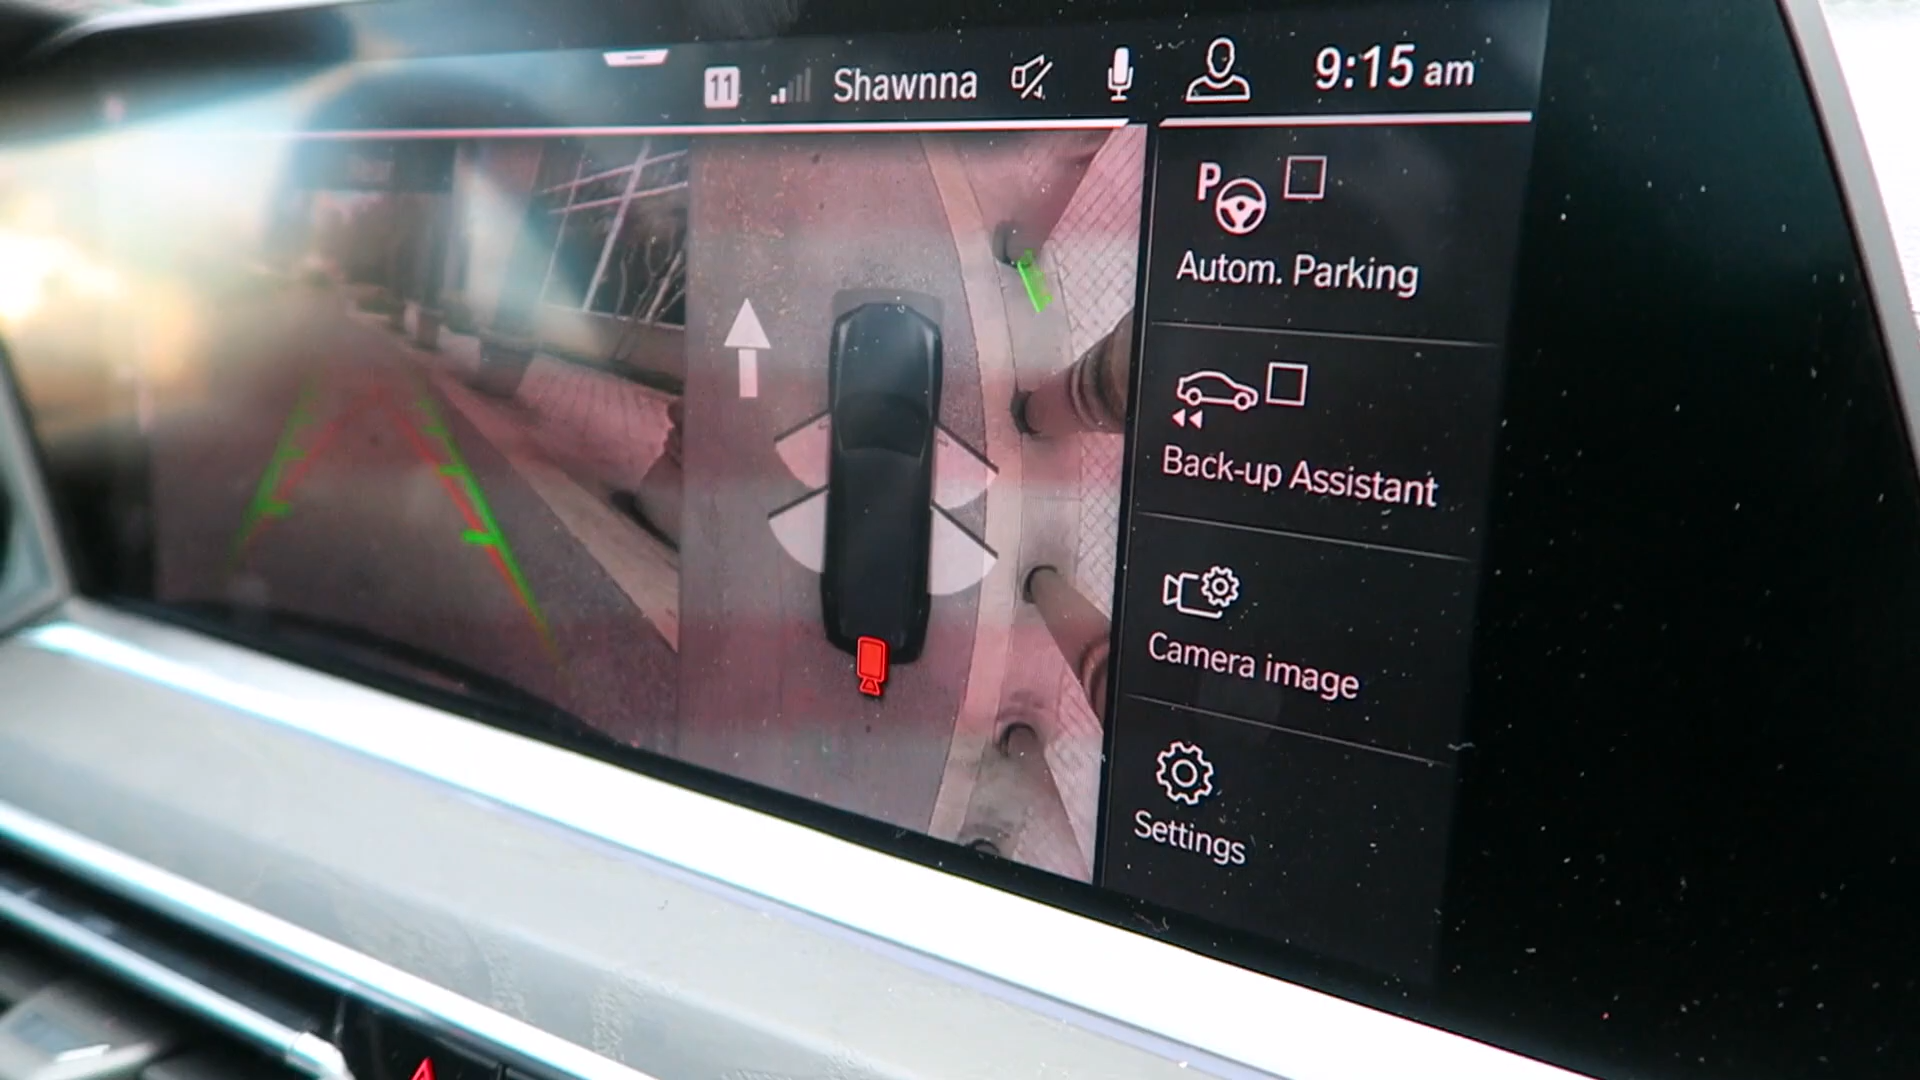 11 Shawnna 9:15 am
P
Autom. Parking
Back-up Assistant
Camera image
Settings